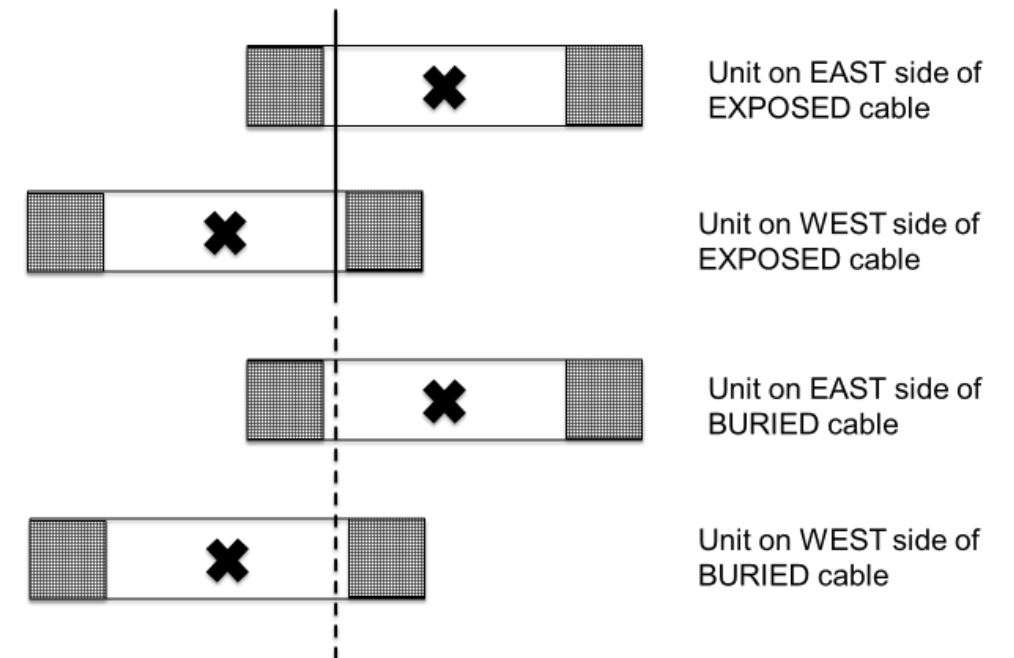 Unit on EAST side of
EXPOSED cable
Unit on WEST side of
EXPOSED cable
Unit on EAST side of
BURIED cable
Unit on WEST side of
BURIED cable